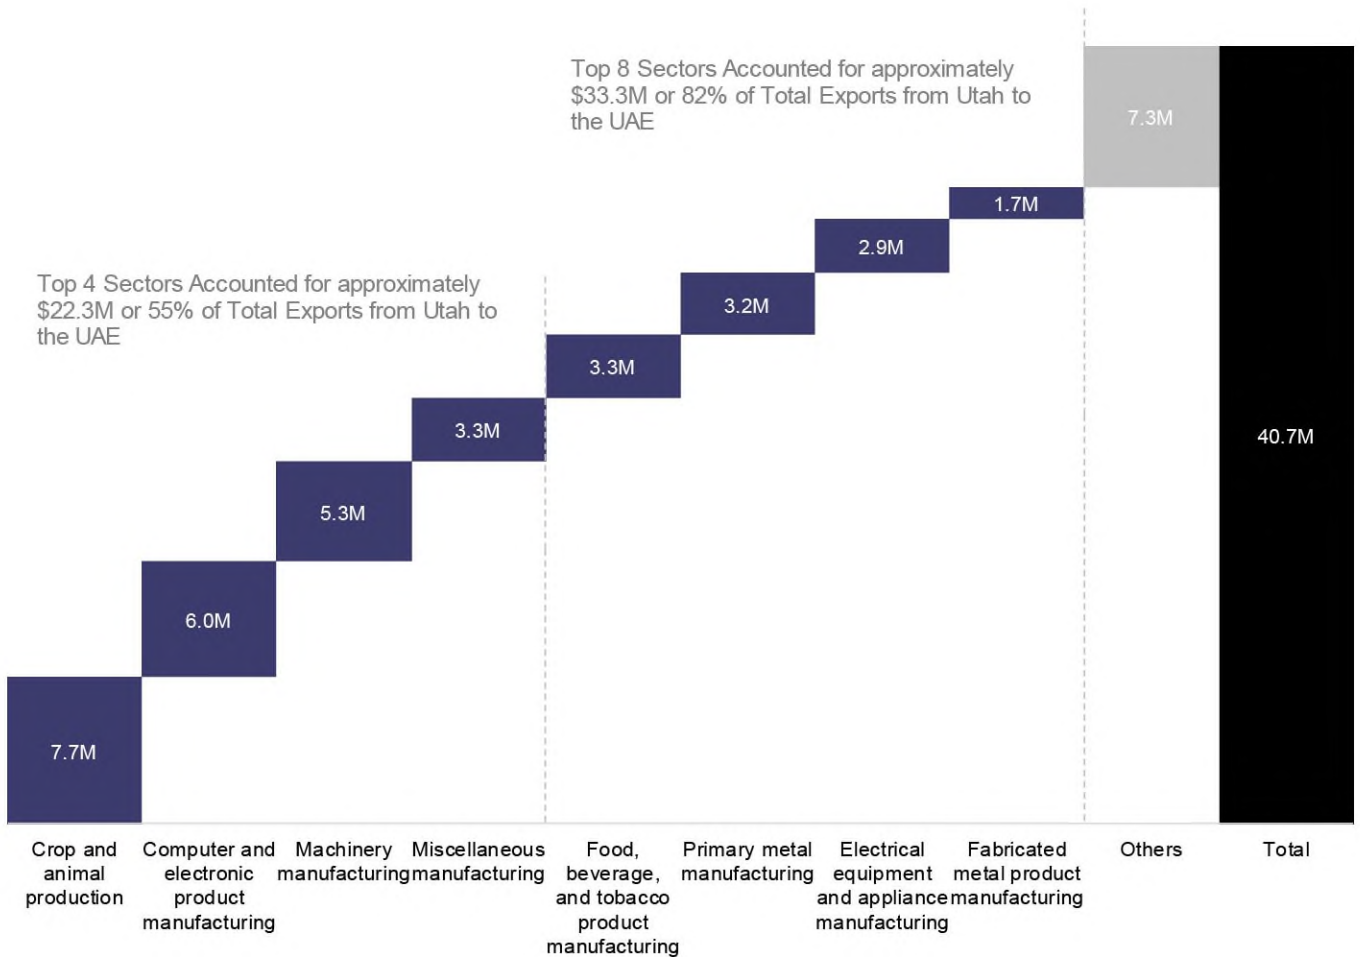 Top 8 Sectors Accounted for approximately
$33.3M or 82% of Total Exports from Utah to
the UAE
7.3M
1.7M
2.9M
Top 4 Sectors Accounted for approximately
$22.3M or 55% of Total Exports from Utah to
the UAE
3.2M
3.3M
3.3M
40.7M
5.3M
6.0M
7.7M
Crop and
animal
production
Computer and
electronic
product
manufacturing
Machinery
manufacturing
Miscellaneous
manufacturing
Food,
beverage,
and tobacco
product
manufacturing
Primary metal
manufacturing
Electrical
equipment
and appliance
manufacturing
Fabricated
metal product
manufacturing
Others
Total